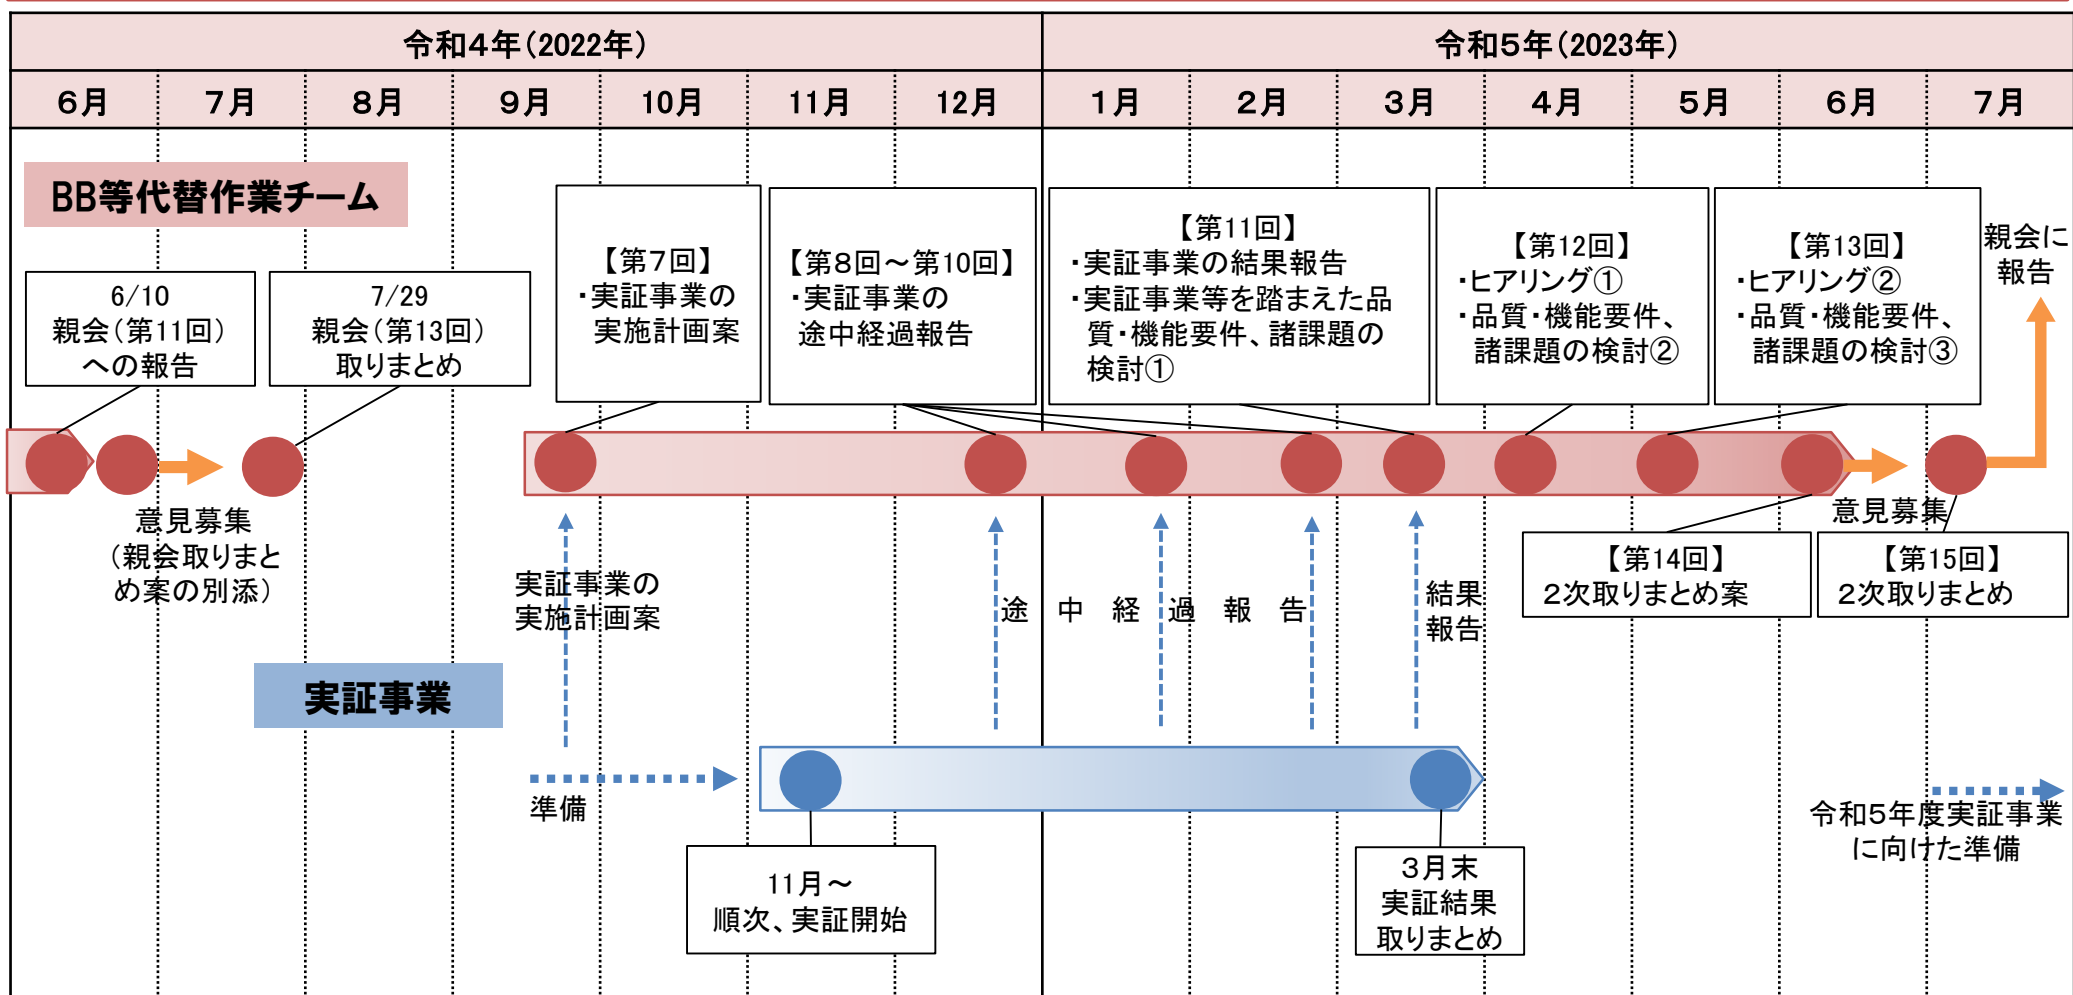 令和４年（2022年）
令和５年（2023年）
６月
７月
８月
９月
10月
11月
12月
１月
２月
３月
４月
５月
６月
７月
BB等代替作業チーム
6/10
親会（第11回）
への報告
7/29
親会（第13回）
取りまとめ
【第７回】
・実証事業の
実施計画案
【第８回～第10回】
・実証事業の
途中経過報告
【第11回】
・実証事業の結果報告
・実証事業等を踏まえた品
質・機能要件、諸課題の
検討①
【第12回】
・ヒアリング①
・品質・機能要件、
諸課題の検討②
【第13回】
・ヒアリング②
・品質・機能要件、
諸課題の検討③
親会に
報告
意見募集
（親会取りまと
め案の別添）
意見募集
【第14回】
２次取りまとめ案
【第15回】
２次取りまとめ
実証事業の
実施計画案
途中経過報告
結果
報告
実証事業
準備
11月～
順次、実証開始
３月末
実証結果
取りまとめ
令和５年度実証事業
に向けた準備